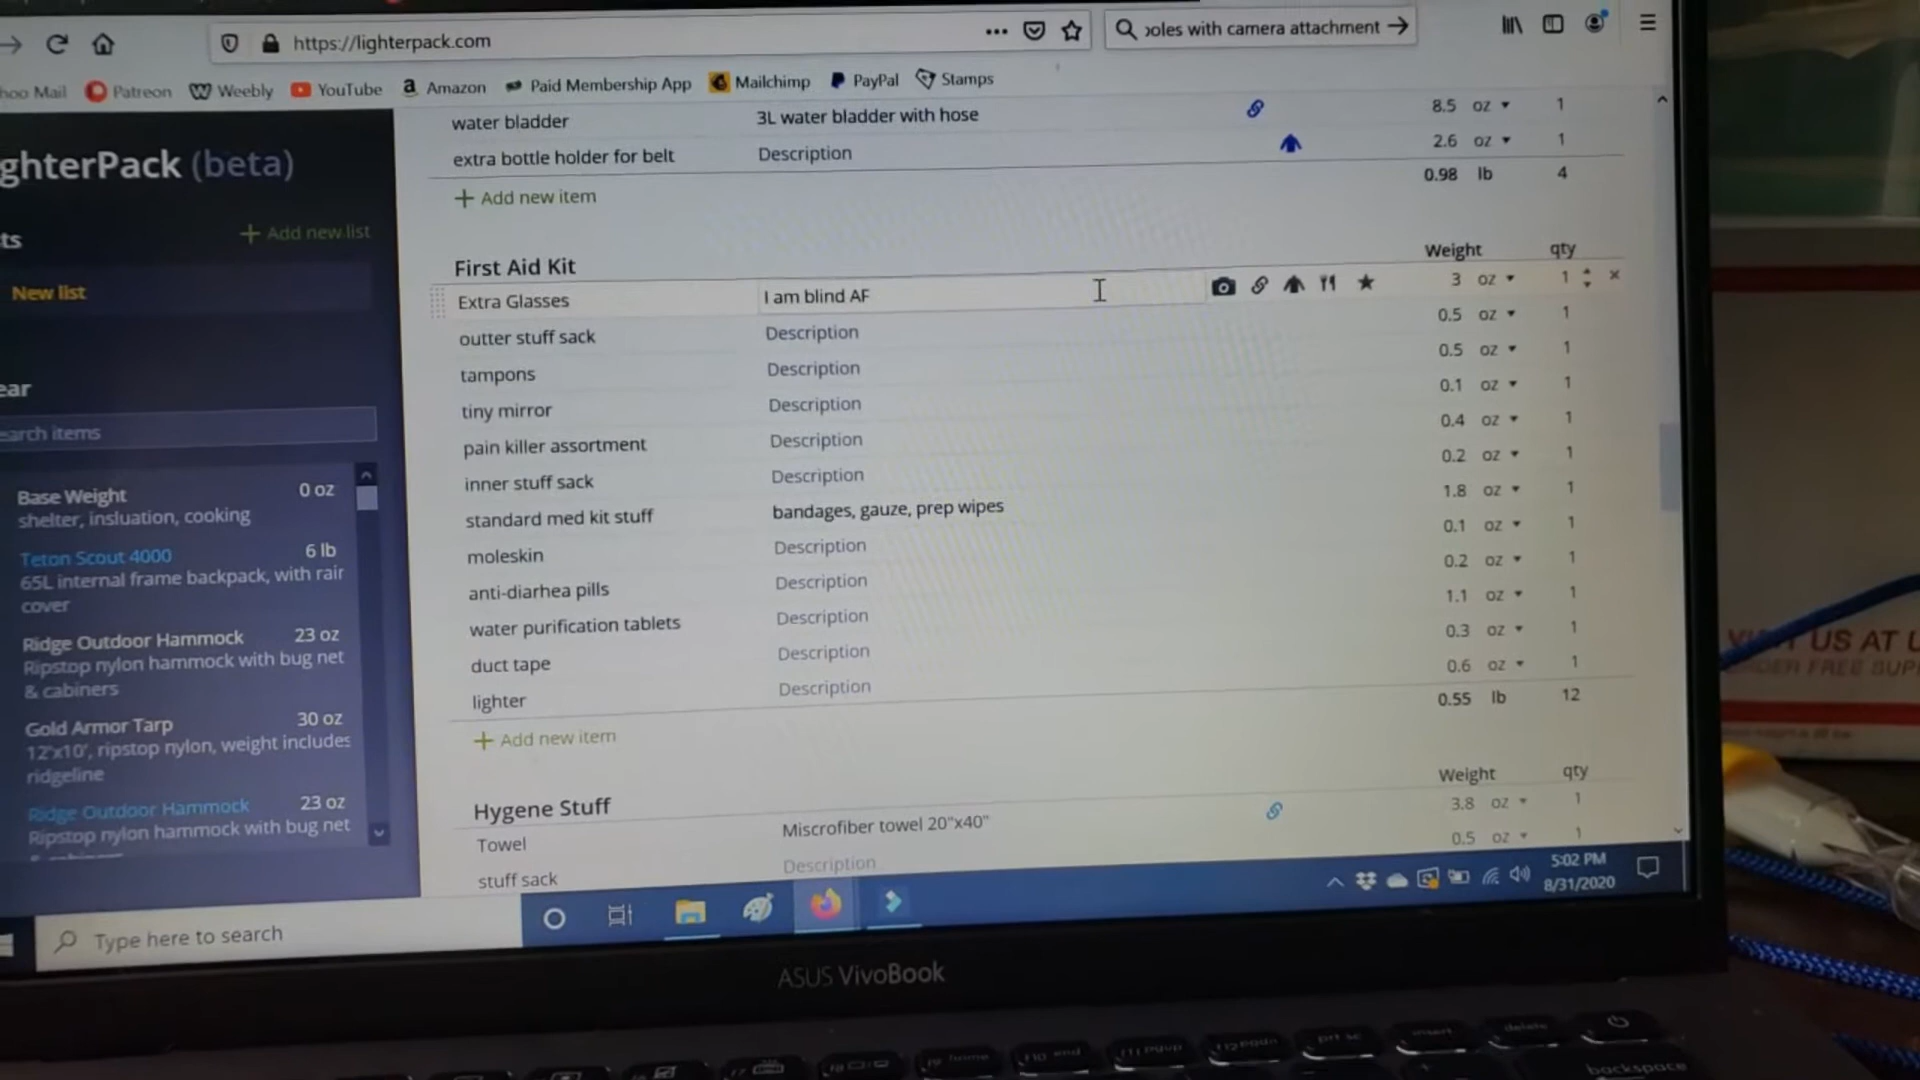 https://lighterpack.com
poles with camera attachment
hoo Mail
Patreon
Weebly
YouTube
Amazon
Paid Membership App
Mailchimp
PayPal
Stamps
ghterPack (beta)
ts
Add new list
New list
ear
earch items
Base Weight 0 oz
shelter, insluation, cooking
Teton Scout 4000 6 lb
65L internal frame backpack, with rair
cover
Ridge Outdoor Hammock 23 oz
Ripstop nylon hammock with bug net
& cabiners
Gold Armor Tarp 30 oz
12'x10', ripstop nylon, weight includes
ridgeline
Ridge Outdoor Hammock 23 oz
Ripstop nylon hammock with bug net
water bladder 3L water bladder with hose 8.5 oz 1
extra bottle holder for belt Description 2.6 oz 1
0.98 lb 4
Add new item
First Aid Kit Weight qty
Extra Glasses I am blind AF 3 oz 1
outter stuff sack Description 0.5 oz 1
tampons Description 0.5 oz 1
tiny mirror Description 0.1 oz 1
pain killer assortment Description 0.4 oz 1
inner stuff sack Description 0.2 oz 1
standard med kit stuff bandages, gauze, prep wipes 1.8 oz 1
moleskin Description 0.1 oz 1
anti-diarhea pills Description 0.2 oz 1
water purification tablets Description 1.1 oz 1
duct tape Description 0.3 oz 1
lighter Description 0.6 oz 1
0.55 lb 12
Add new item
Hygene Stuff Weight qty
Towel Miscrofiber towel 20"x40" 3.8 oz 1
stuff sack Description 0.5 oz 1
Type here to search
5:02 PM
8/31/2020
ASUS VivoBook
US AT U
ORDER FREE SUP
home
end
prt sc
insert
delete
backspace